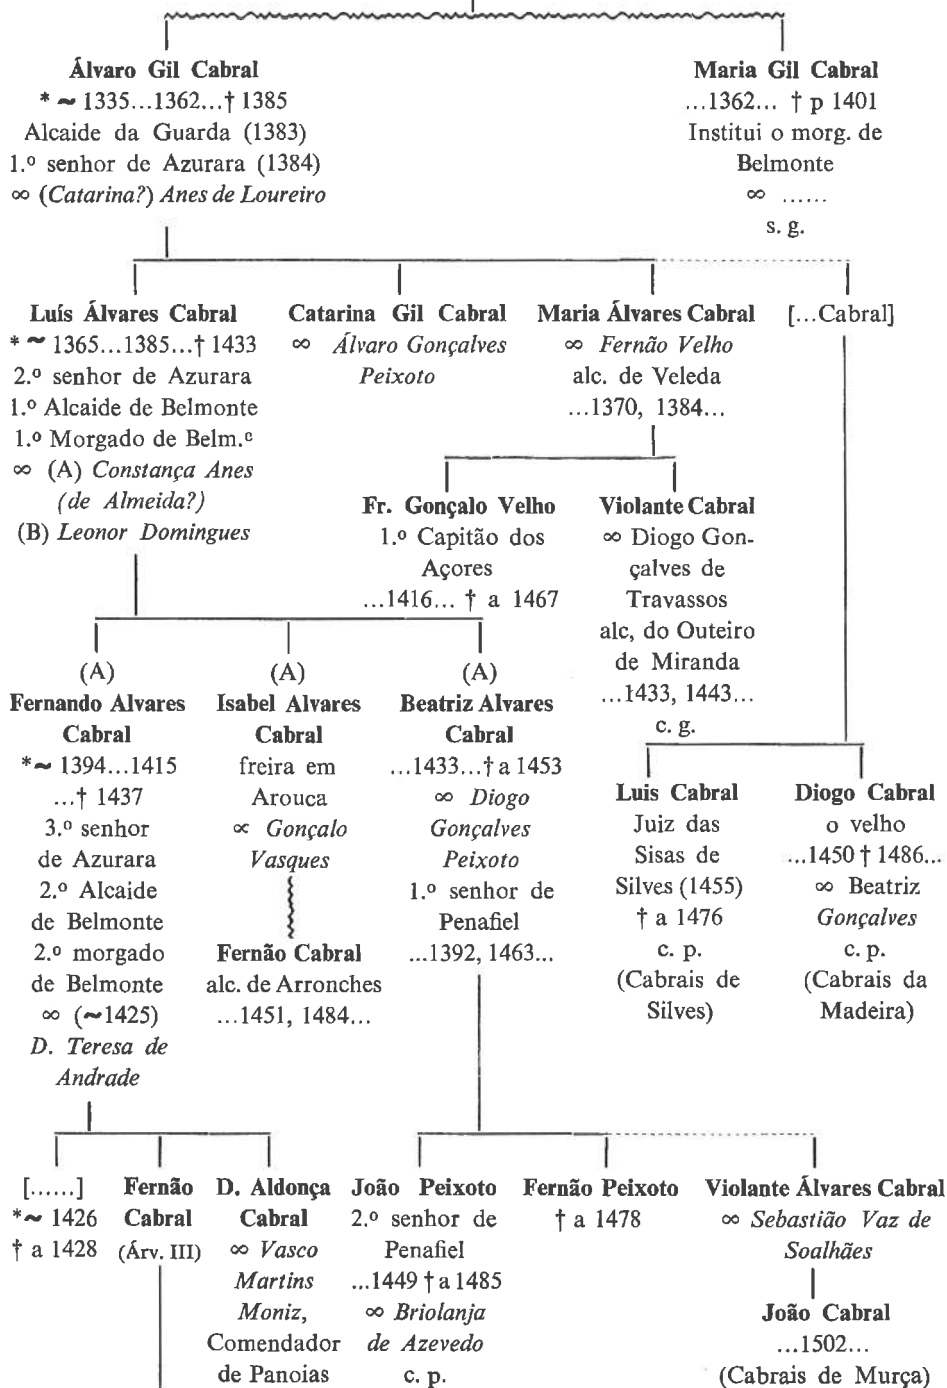 Álvaro Gil Cabral
* ~ 1335...1362...† 1385
Alcaide da Guarda (1383)
1.º senhor de Azurara (1384)
∞ (Catarina?) Anes de Loureiro
Maria Gil Cabral
...1362... † p 1401
Institui o morg. de
Belmonte
∞ ......
s. g.
Luís Álvares Cabral
* ~ 1365...1385...† 1433
2.º senhor de Azurara
1.º Alcaide de Belmonte
1.º Morgado de Belm.e
∞ (A) Constança Anes
(de Almeida?)
(B) Leonor Domingues
Catarina Gil Cabral
∞ Álvaro Gonçalves
Peixoto
Maria Álvares Cabral
∞ Fernão Velho
alc. de Veleda
...1370, 1384...
[...Cabral]
Fr. Gonçalo Velho
1.º Capitão dos
Açores
...1416... † a 1467
Violante Cabral
∞ Diogo Gon-
çalves de
Travassos
alc, do Outeiro
de Miranda
...1433, 1443...
c. g.
(A)
Fernando Alvares
Cabral
*~ 1394...1415
...† 1437
3.º senhor
de Azurara
2.º Alcaide
de Belmonte
2.º morgado
de Belmonte
∞ (~1425)
D. Teresa de
Andrade
(A)
Isabel Alvares
Cabral
freira em
Arouca
∝ Gonçalo
Vasques
Fernão Cabral
alc. de Arronches
...1451, 1484...
(A)
Beatriz Alvares
Cabral
...1433...† a 1453
∞ Diogo
Gonçalves
Peixoto
1.º senhor de
Penafiel
...1392, 1463...
Luis Cabral
Juiz das
Sisas de
Silves (1455)
† a 1476
c. p.
(Cabrais de
Silves)
Diogo Cabral
o velho
...1450 † 1486...
∞ Beatriz
Gonçalves
c. p.
(Cabrais da
Madeira)
[......]
*~ 1426
† a 1428
Fernão
Cabral
(Árv. III)
D. Aldonça
Cabral
∞ Vasco
Martins
Moniz,
Comendador
de Panoias
João Peixoto
2.º senhor de
Penafiel
...1449 † a 1485
∞ Briolanja
de Azevedo
c. p.
Fernão Peixoto
† a 1478
Violante Álvares Cabral
∞ Sebastião Vaz de
Soalhães
João Cabral
...1502...
(Cabrais de Murça)